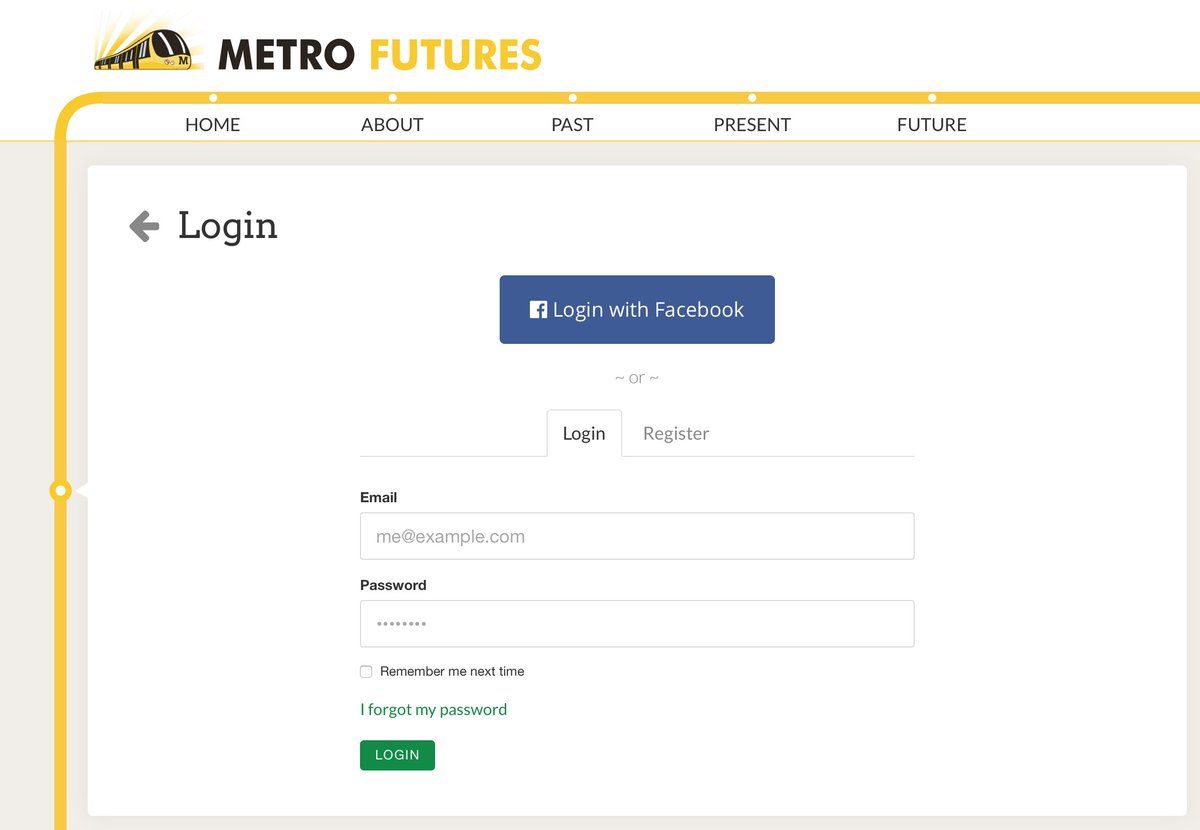 METRO FUTURES
HOME ABOUT PAST PRESENT FUTURE
Login
Login with Facebook
~ or ~
Login Register
Email
me@example.com
Password
••••••••
Remember me next time
I forgot my password
LOGIN